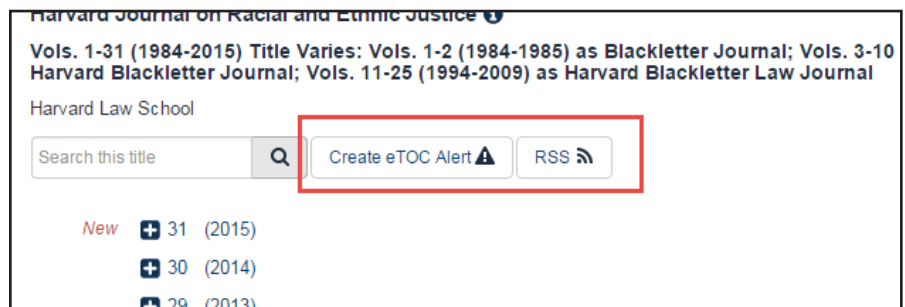 Harvard Journal on Racial and Ethnic Justice
Vols. 1-31 (1984-2015) Title Varies: Vols. 1-2 (1984-1985) as Blackletter Journal; Vols. 3-10
Harvard Blackletter Journal; Vols. 11-25 (1994-2009) as Harvard Blackletter Law Journal
Harvard Law School
Search this title Create eTOC Alert RSS
New 31 (2015)
30 (2014)
29 (2013)